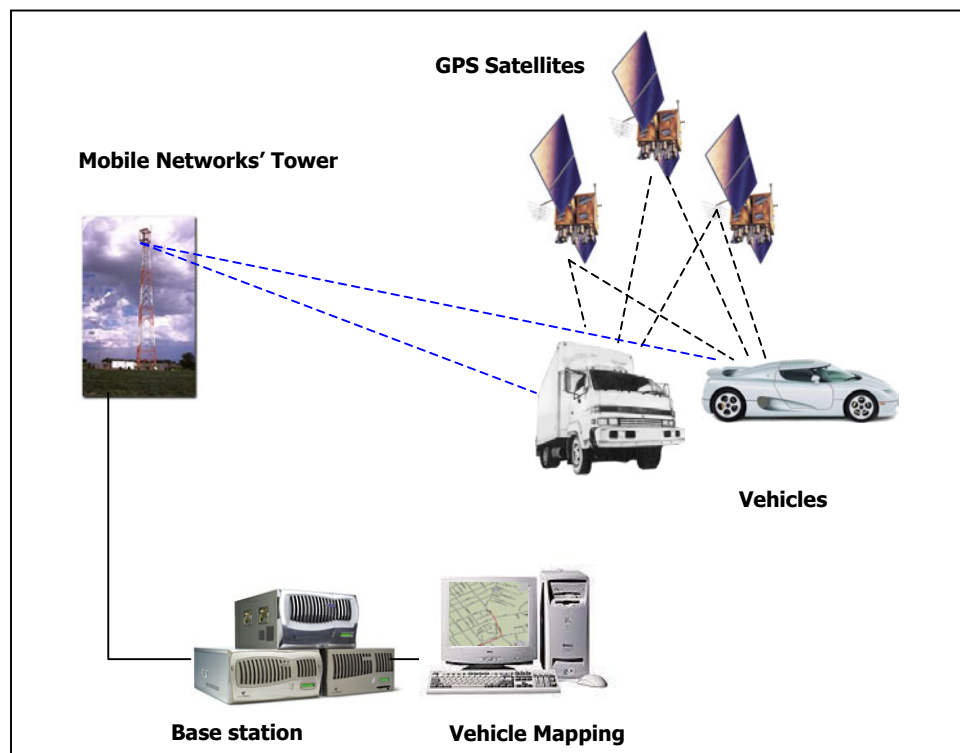 GPS Satellites
Mobile Networks’ Tower
Vehicles
Base station
Vehicle Mapping